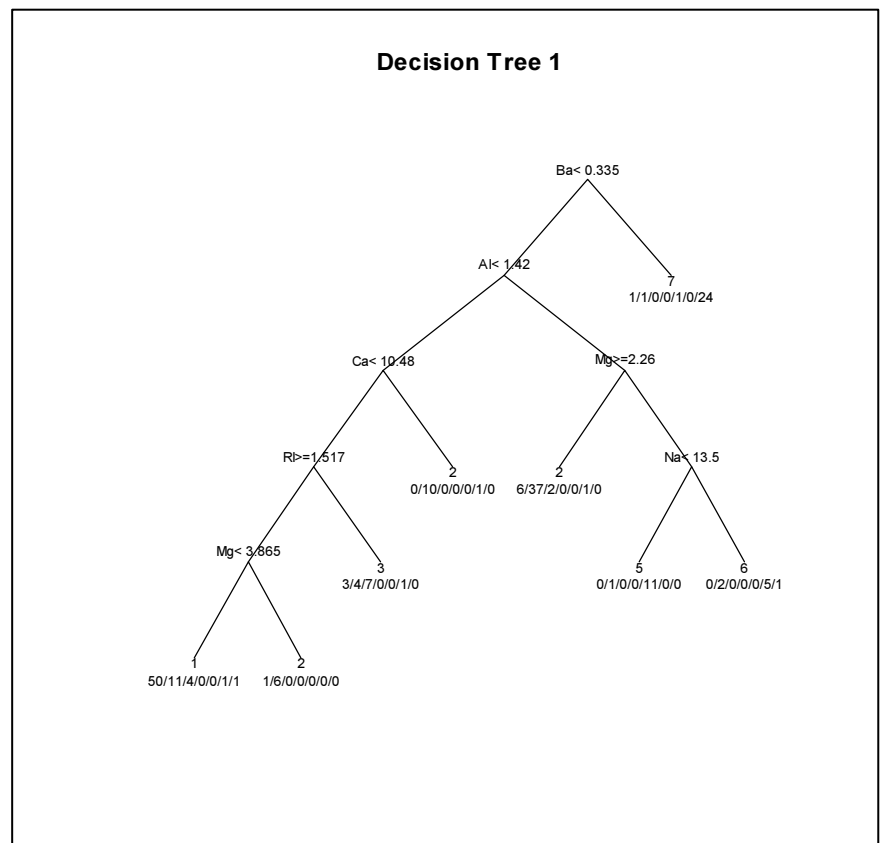 Decision Tree 1
Ba< 0.335
Al< 1.42
7
1/1/0/0/1/0/24
Ca< 10.48
Mg>=2.26
RI>=1.517
2
0/10/0/0/0/1/0
2
6/37/2/0/0/1/0
Na< 13.5
Mg< 3.865
3
3/4/7/0/0/1/0
5
0/1/0/0/11/0/0
6
0/2/0/0/0/5/1
1
50/11/4/0/0/1/1
2
1/6/0/0/0/0/0